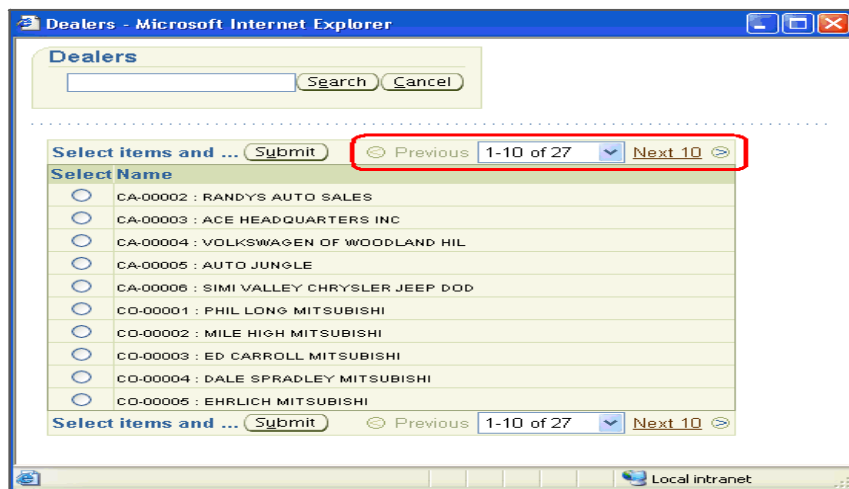 Dealers - Microsoft Internet Explorer
Dealers
Search Cancel
Select items and ... Submit Previous 1-10 of 27 Next 10
Select Name
CA-00002 : RANDYS AUTO SALES
CA-00003 : ACE HEADQUARTERS INC
CA-00004 : VOLKSWAGEN OF WOODLAND HIL
CA-00005 : AUTO JUNGLE
CA-00006 : SIMI VALLEY CHRYSLER JEEP DOD
CO-00001 : PHIL LONG MITSUBISHI
CO-00002 : MILE HIGH MITSUBISHI
CO-00003 : ED CARROLL MITSUBISHI
CO-00004 : DALE SPRADLEY MITSUBISHI
CO-00005 : EHRLICH MITSUBISHI
Select items and ... Submit Previous 1-10 of 27 Next 10
Local intranet